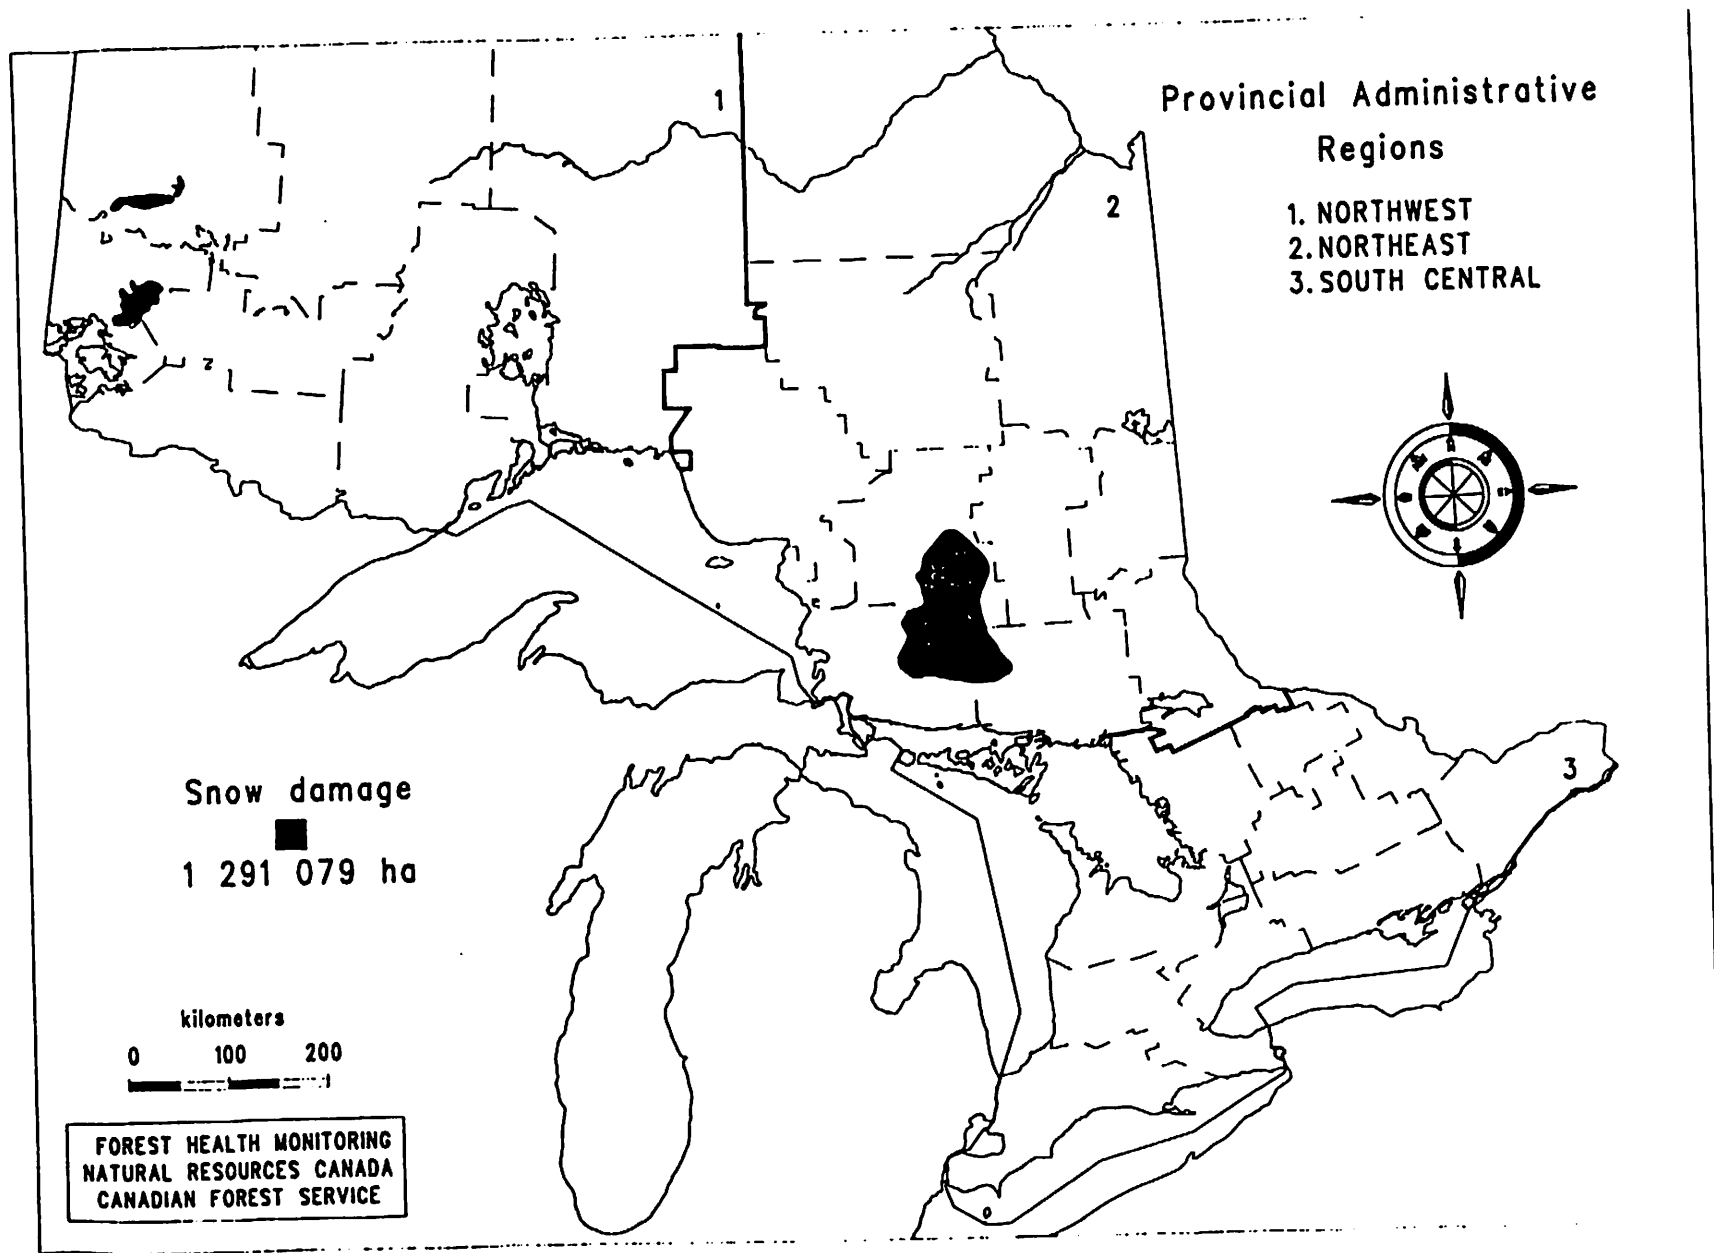 1
Provincial Administrative
Regions
2
1. NORTHWEST
2. NORTHEAST
3. SOUTH CENTRAL
3
Snow damage
1 291 079 ha
kilometers
0 100 200
FOREST HEALTH MONITORING
NATURAL RESOURCES CANADA
CANADIAN FOREST SERVICE